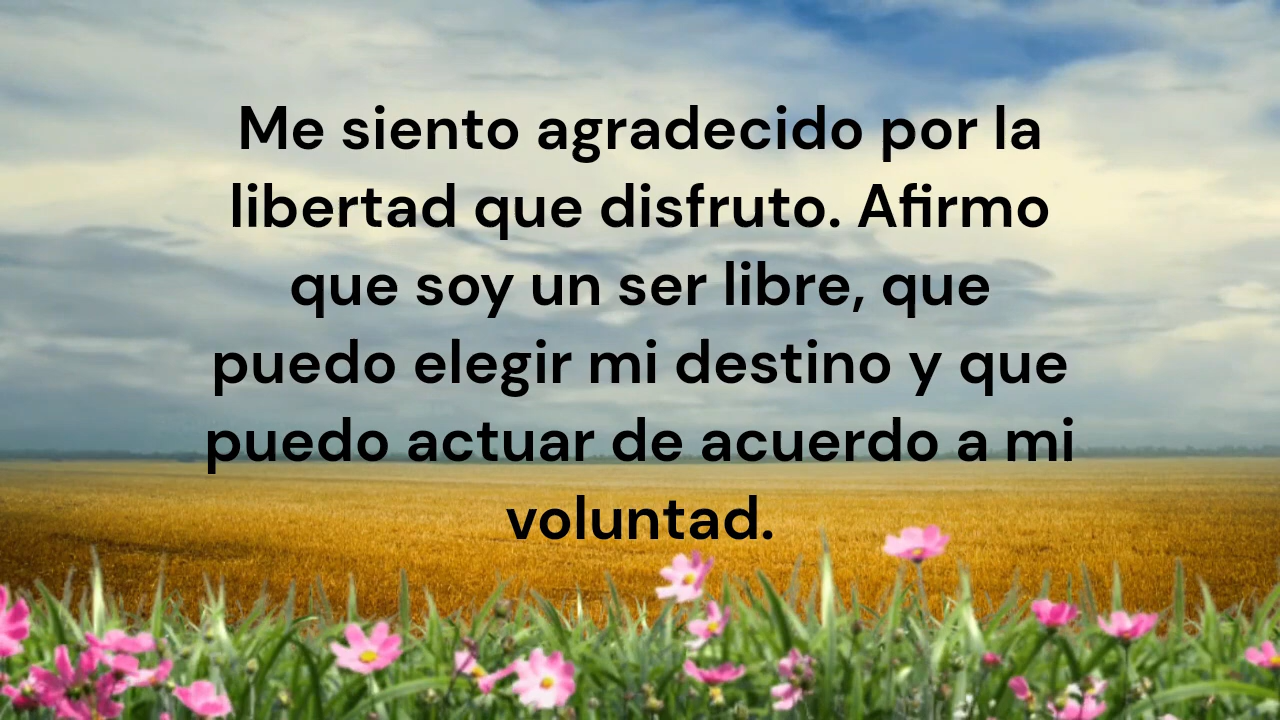 Me siento agradecido por la
libertad que disfruto. Afirmo
que soy un ser libre, que
puedo elegir mi destino y que
puedo actuar de acuerdo a mi
voluntad.